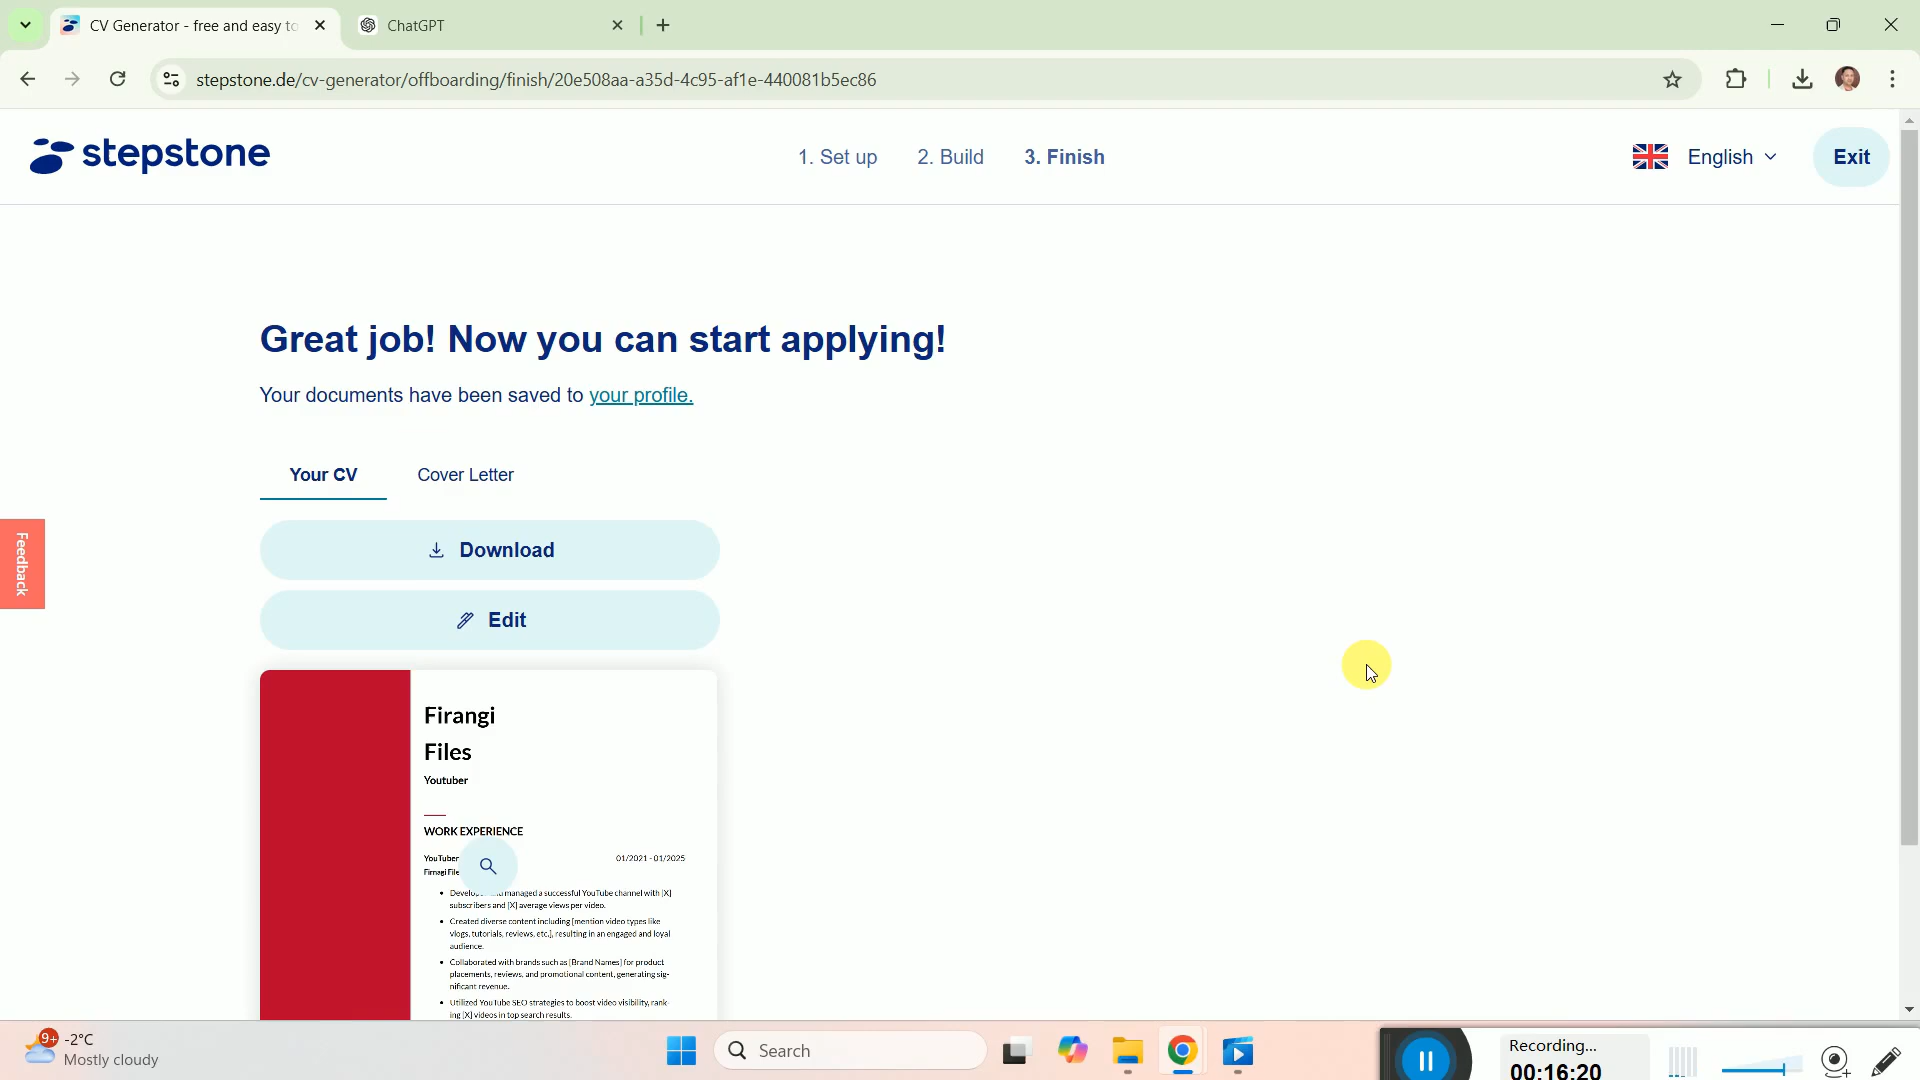 CV Generator - free and easy to
ChatGPT
stepstone.de/cv-generator/offboarding/finish/20e508aa-a35d-4c95-af1e-440081b5ec86
stepstone
1. Set up
2. Build
3. Finish
English
Exit
Great job! Now you can start applying!
Your documents have been saved to your profile.
Your CV
Cover Letter
Download
Edit
Feedback
Firangi
Files
Youtuber
WORK EXPERIENCE
YouTuber
01/2021 - 01/2025
managed a successful YouTube channel with [X]
subscribers and [X] average views per video.
Created diverse content including [mention video types like
vlogs, tutorials, reviews, etc.], resulting in an engaged and loyal
audience.
Collaborated with brands such as [Brand Names] for product
placements, reviews, and promotional content, generating sig-
nificant revenue.
Utilized YouTube SEO strategies to boost video visibility, rank-
ing [X] videos in top search results.
9+
-2°C
Mostly cloudy
Search
Recording...
00:16:20